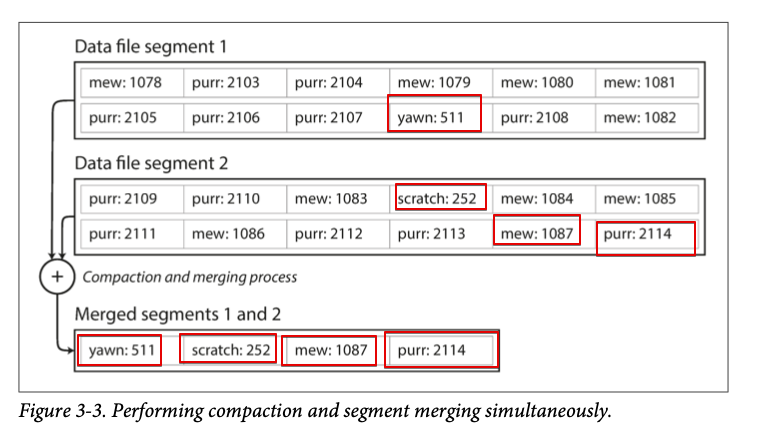 Data file segment 1
mew: 1078 purr: 2103 purr: 2104 mew: 1079 mew: 1080 mew: 1081
purr: 2105 purr: 2106 purr: 2107 yawn: 511 purr: 2108 mew: 1082
Data file segment 2
purr: 2109 purr: 2110 mew: 1083 scratch: 252 mew: 1084 mew: 1085
purr: 2111 mew: 1086 purr: 2112 purr: 2113 mew: 1087 purr: 2114
+ Compaction and merging process
Merged segments 1 and 2
yawn: 511 scratch: 252 mew: 1087 purr: 2114
Figure 3-3. Performing compaction and segment merging simultaneously.